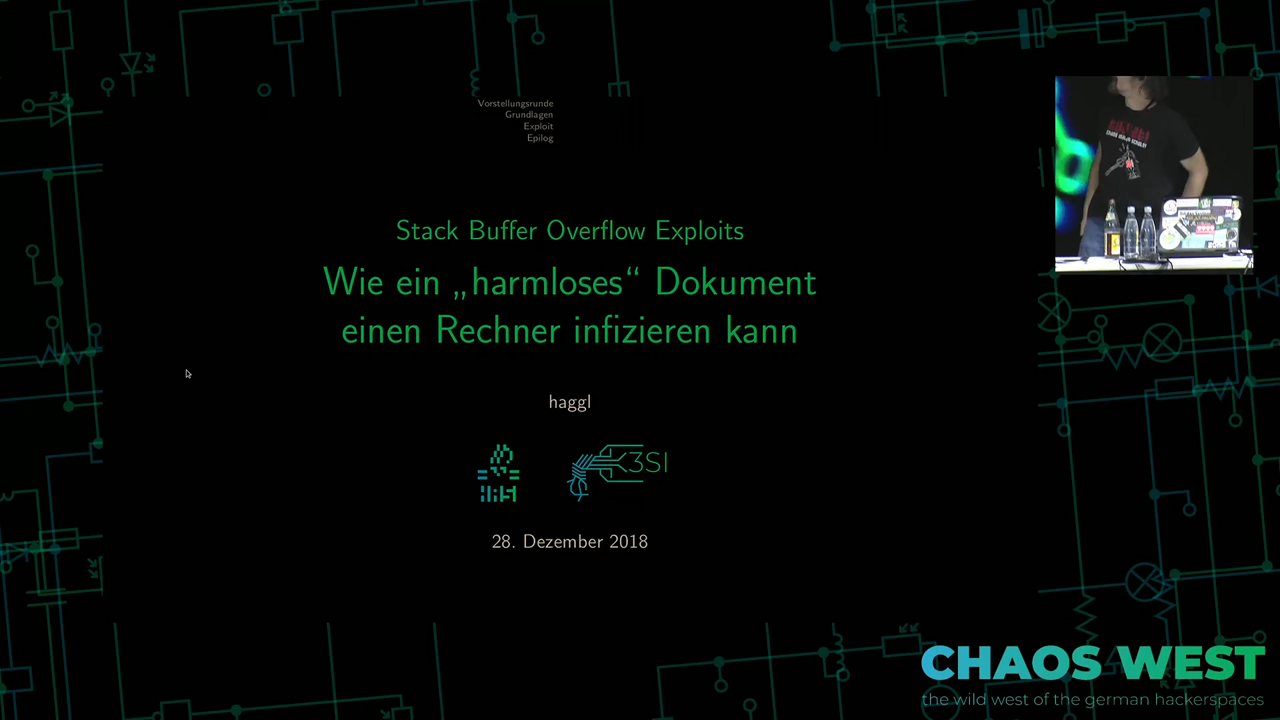 Vorstellungsrunde
Grundlagen
Exploit
Epilog
Stack Buffer Overflow Exploits
Wie ein „harmloses“ Dokument
einen Rechner infizieren kann
haggl
K3SI
28. Dezember 2018
CHAOS WEST
the wild west of the german hackerspaces